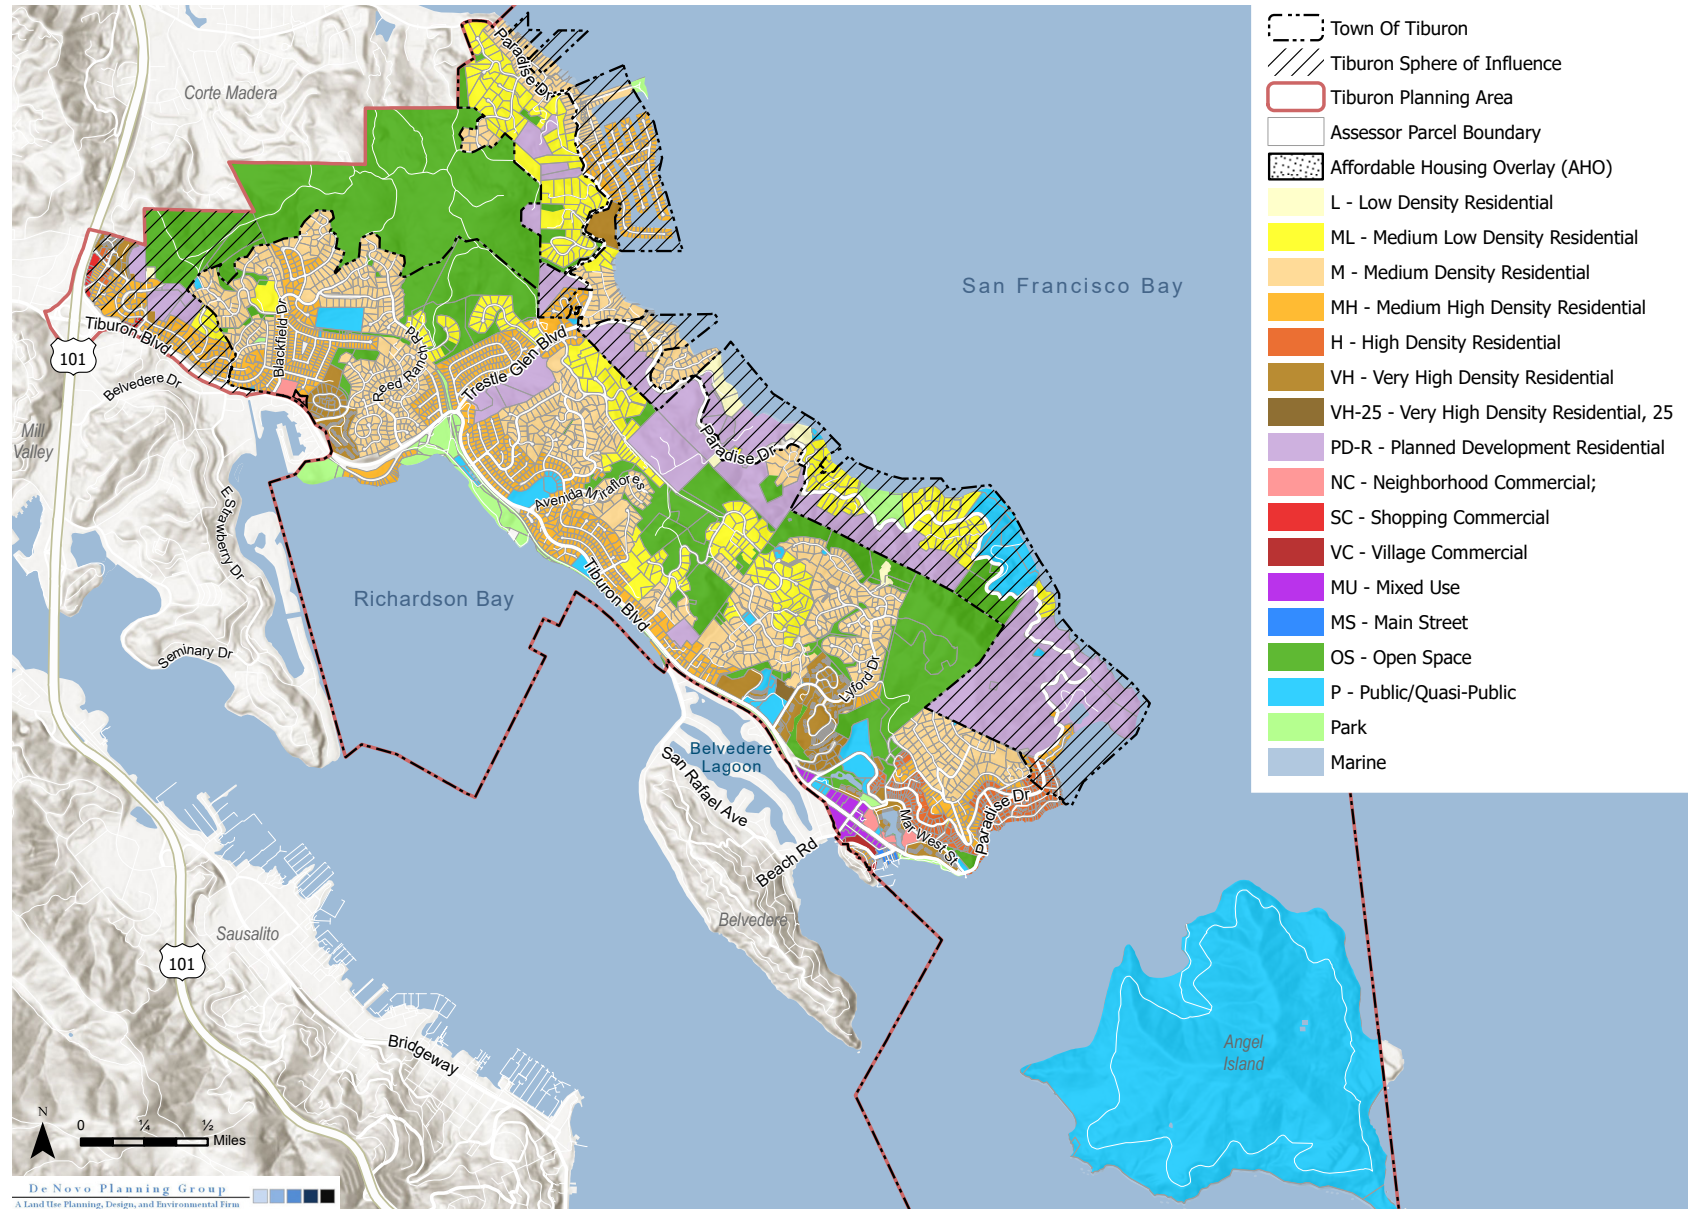 Corte Madera
Paradise Dr
San Francisco Bay
Tiburon Blvd
101
Belvedere Dr
Blackfield Dr
Reed Ranch Rd
Trestle Glen Blvd
Mill
Valley
Paradise Dr
Avenida Miraflores
E Strawberry Dr
Richardson Bay
Tiburon Blvd
Seminary Dr
Lyford Dr
Belvedere
Lagoon
San Rafael Ave
Beach Rd
Mar West St
Paradise Dr
Belvedere
Sausalito
101
Bridgeway
Angel
Island
N
0 ¼ ½
Miles
De Novo Planning Group
A Land Use Planning, Design, and Environmental Firm
Town Of Tiburon
Tiburon Sphere of Influence
Tiburon Planning Area
Assessor Parcel Boundary
Affordable Housing Overlay (AHO)
L - Low Density Residential
ML - Medium Low Density Residential
M - Medium Density Residential
MH - Medium High Density Residential
H - High Density Residential
VH - Very High Density Residential
VH-25 - Very High Density Residential, 25
PD-R - Planned Development Residential
NC - Neighborhood Commercial;
SC - Shopping Commercial
VC - Village Commercial
MU - Mixed Use
MS - Main Street
OS - Open Space
P - Public/Quasi-Public
Park
Marine